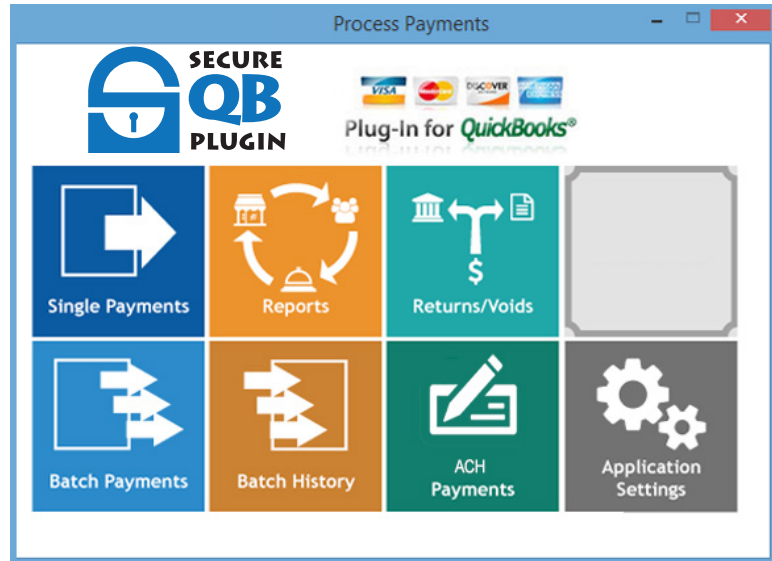 Process Payments
SECURE
QB
PLUGIN
VISA
DISCOVER
Plug-In for QuickBooks®
Single Payments
Reports
$
Returns/Voids
Batch Payments
Batch History
ACH
Payments
Application
Settings